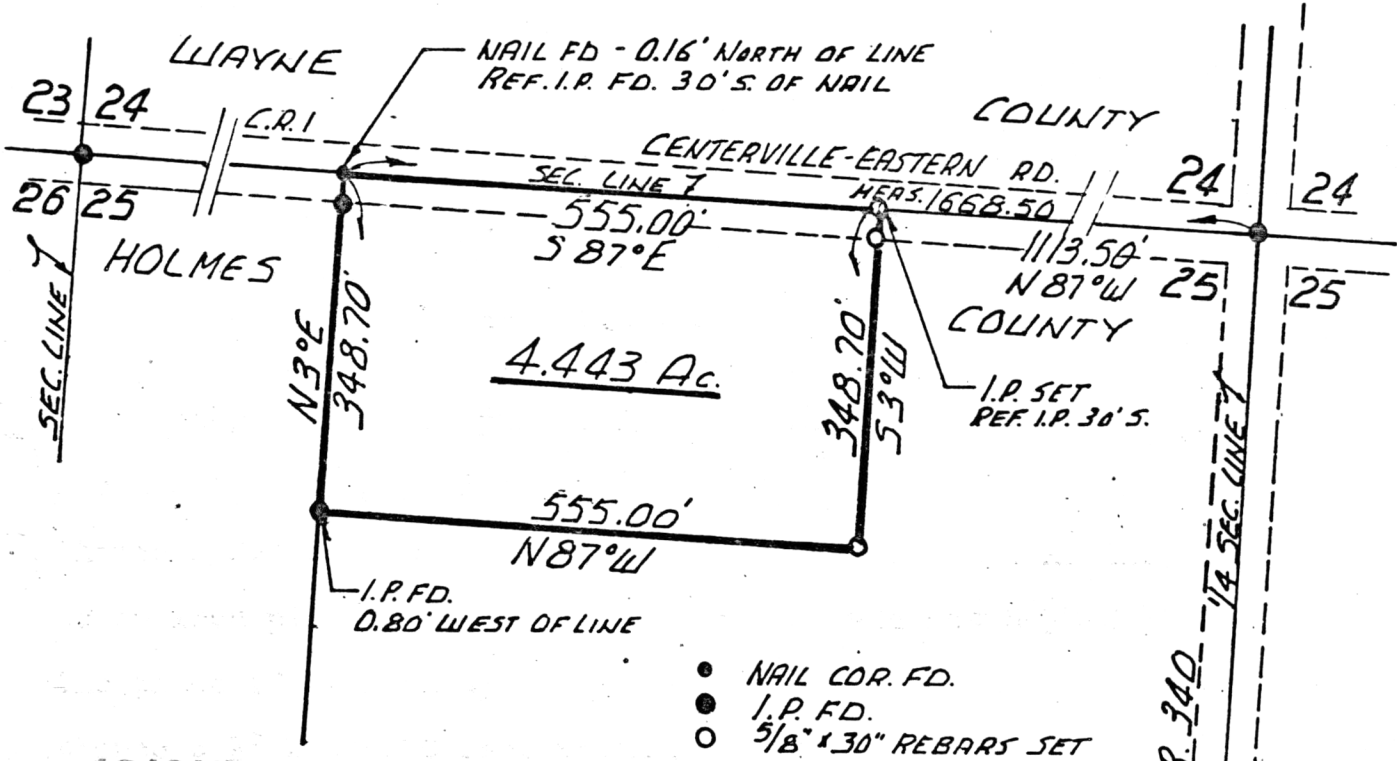 WAYNE
NAIL FD - 0.16' NORTH OF LINE
REF. I.P. FD. 30'S. OF NAIL
COUNTY
23 24
C.R.1
CENTERVILLE-EASTERN RD.
24 24
SEC. LINE
MEAS. 1668.50
26 25
555.00'
S 87°E
1113.50'
N 87°W
25 25
HOLMES
COUNTY
SEC. LINE
N3°E
348.70'
4.443 Ac.
348.70'
S3°W
I.P. SET
REF. I.P. 30'S.
1/4 SEC. LINE
555.00'
N87°W
I.P. FD.
0.80' WEST OF LINE
NAIL COR. FD.
I.P. FD.
5/8" x 30" REBARS SET
R. 340